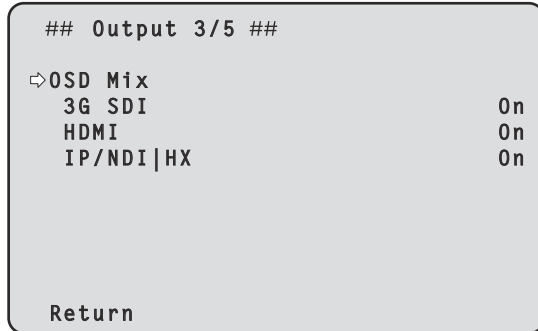 ## Output 3/5 ##
⇨OSD Mix
3G SDI On
HDMI On
IP/NDI|HX On
Return